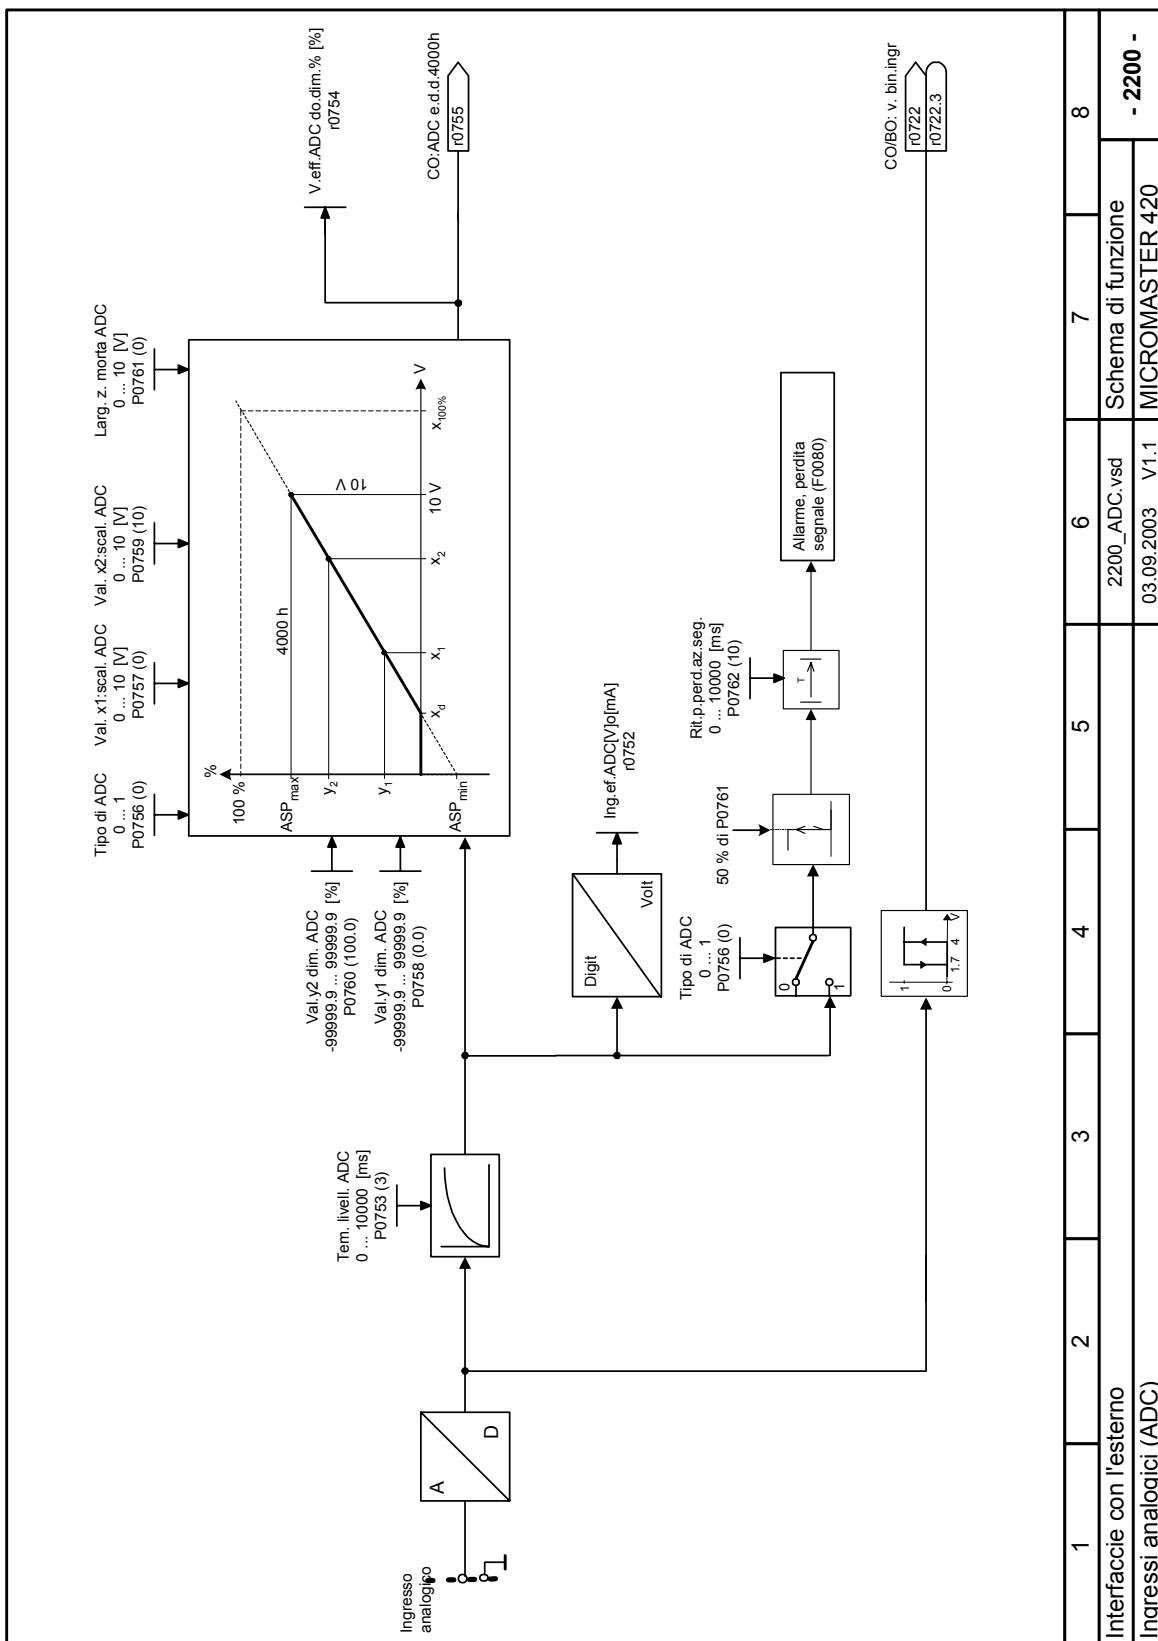 Ingresso
analogico
A
D
Tem. livell. ADC
0 ... 10000 [ms]
P0753 (3)
Val.y2 dim. ADC
-99999.9 ... 99999.9 [%]
P0760 (100.0)
Val.y1 dim. ADC
-99999.9 ... 99999.9 [%]
P0758 (0.0)
Tipo di ADC
0 ... 1
P0756 (0)
Val. x1:scal. ADC
0 ... 10 [V]
P0757 (0)
Val. x2:scal. ADC
0 ... 10 [V]
P0759 (10)
Larg. z. morta ADC
0 ... 10 [V]
P0761 (0)
%
100 %
ASPmax
y2
y1
ASPmin
4000 h
10 V
xd
x1
x2
10 V
x100%
V
V.eff.ADC do.dim.% [%]
r0754
CO:ADC e.d.d.4000h
r0755
Digit
Volt
Ing.ef.ADC[V]o[mA]
r0752
Tipo di ADC
0 ... 1
P0756 (0)
0
1
50 % di P0761
Rit.p.perd.az.seg.
0 ... 10000 [ms]
P0762 (10)
T
Allarme, perdita
segnale (F0080)
1
0
1.7
4
V
CO/BO: v. bin.ingr
r0722
r0722.3
1
2
3
4
5
6
7
8
Interfaccie con l'esterno
2200_ADC.vsd
Schema di funzione
- 2200 -
Ingressi analogici (ADC)
03.09.2003
V1.1
MICROMASTER 420